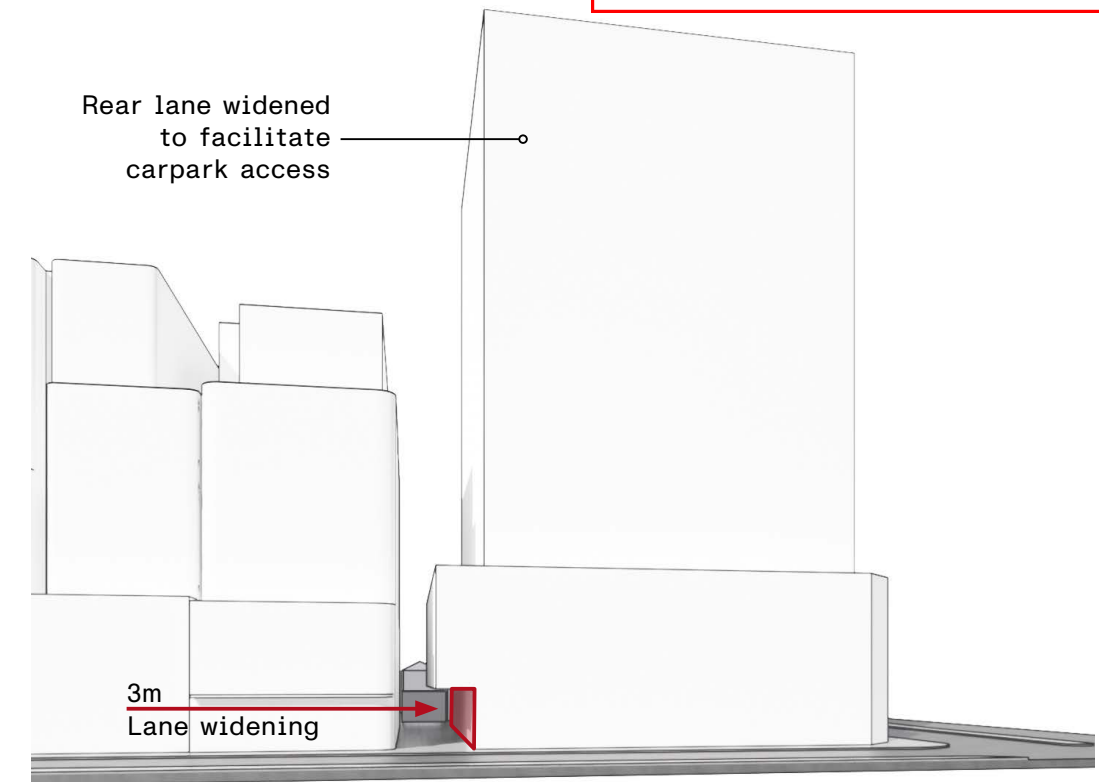 Rear lane widened
to facilitate
carpark access
3m
Lane widening